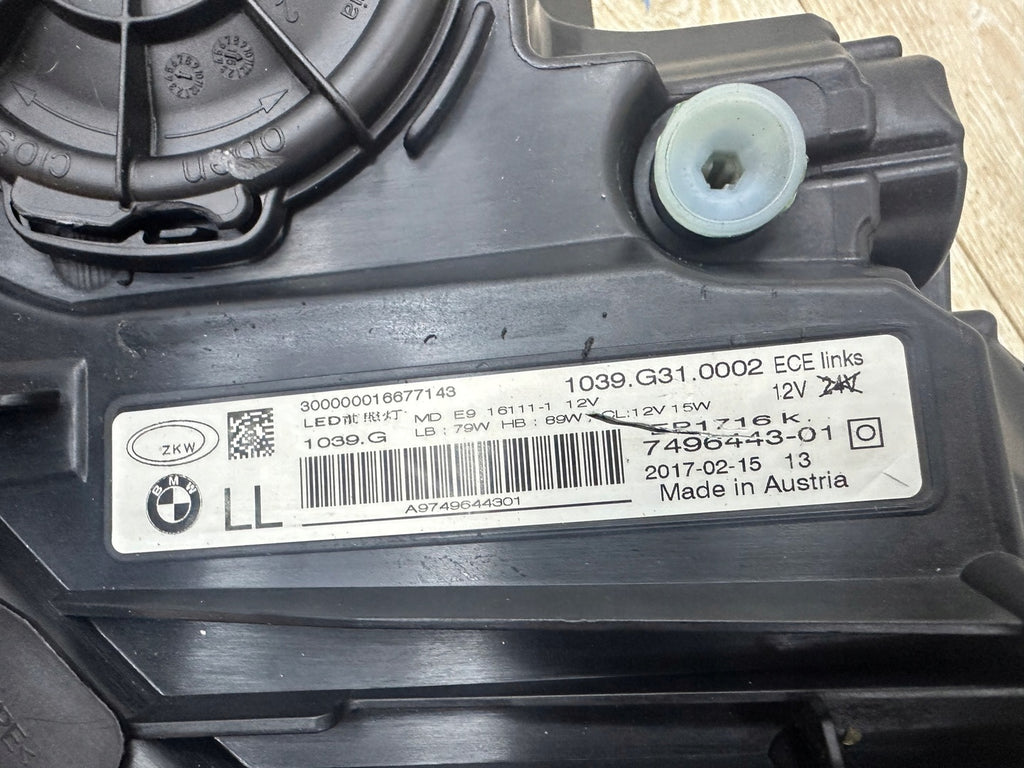 open
300000016677143
LED前照灯 MD E9 16111-1 12V
1039.G LB : 79W HB : 89W CL:12V 15W
ZKW
BMW
LL
A9749644301
1039.G31.0002 ECE links
12V 24V
1716 K
7496443-01
2017-02-15 13
Made in Austria